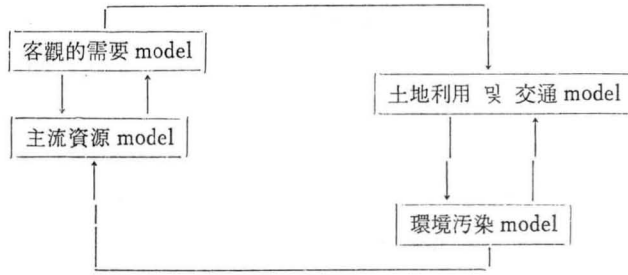 客觀的需要 model
土地利用 및 交通 model
主流資源 model
環境汚染 model